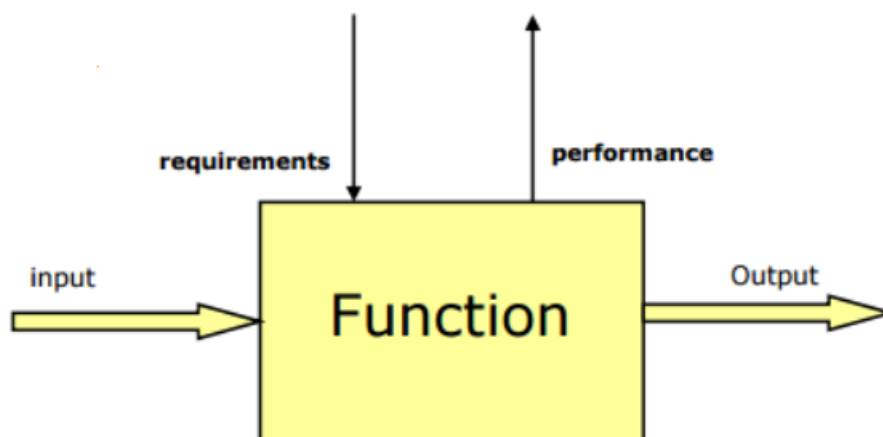 requirements
performance
input
Output
Function